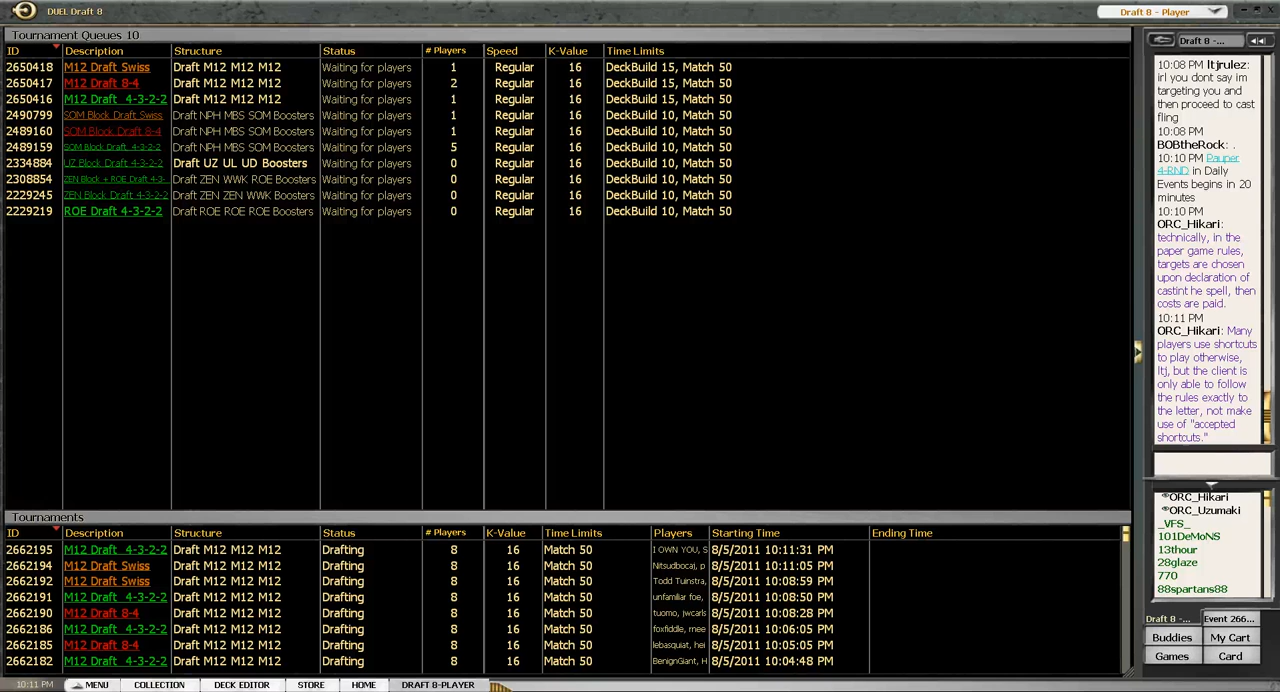 DUEL Draft 8
Draft 8 - Player
Tournament Queues 10
ID Description Structure Status # Players Speed K-Value Time Limits
2650418 M12 Draft Swiss Draft M12 M12 M12 Waiting for players 1 Regular 16 DeckBuild 15, Match 50
2650417 M12 Draft 8-4 Draft M12 M12 M12 Waiting for players 2 Regular 16 DeckBuild 15, Match 50
2650416 M12 Draft 4-3-2-2 Draft M12 M12 M12 Waiting for players 1 Regular 16 DeckBuild 15, Match 50
2490799 SOM Block Draft Swiss Draft NPH MBS SOM Boosters Waiting for players 1 Regular 16 DeckBuild 10, Match 50
2489160 SOM Block Draft 8-4 Draft NPH MBS SOM Boosters Waiting for players 1 Regular 16 DeckBuild 10, Match 50
2489159 SOM Block Draft 4-3-2-2 Draft NPH MBS SOM Boosters Waiting for players 5 Regular 16 DeckBuild 10, Match 50
2334884 UZ Block Draft 4-3-2-2 Draft UZ UL UD Boosters Waiting for players 0 Regular 16 DeckBuild 10, Match 50
2308854 ZEN Block + ROE Draft 4-3- Draft ZEN WWK ROE Boosters Waiting for players 0 Regular 16 DeckBuild 10, Match 50
2229245 ZEN Block Draft 4-3-2-2 Draft ZEN ZEN WWK Boosters Waiting for players 0 Regular 16 DeckBuild 10, Match 50
2229219 ROE Draft 4-3-2-2 Draft ROE ROE ROE Boosters Waiting for players 0 Regular 16 DeckBuild 10, Match 50
Tournaments
ID Description Structure Status # Players K-Value Time Limits Players Starting Time Ending Time
2662195 M12 Draft 4-3-2-2 Draft M12 M12 M12 Drafting 8 16 Match 50 I OWN YOU, S 8/5/2011 10:11:31 PM
2662194 M12 Draft Swiss Draft M12 M12 M12 Drafting 8 16 Match 50 Nitsudbocaj, p 8/5/2011 10:11:05 PM
2662192 M12 Draft Swiss Draft M12 M12 M12 Drafting 8 16 Match 50 Todd Tuinstra, 8/5/2011 10:08:59 PM
2662191 M12 Draft 4-3-2-2 Draft M12 M12 M12 Drafting 8 16 Match 50 unfamiliar foe, 8/5/2011 10:08:50 PM
2662190 M12 Draft 8-4 Draft M12 M12 M12 Drafting 8 16 Match 50 tuomo, jwcarls 8/5/2011 10:08:28 PM
2662186 M12 Draft 4-3-2-2 Draft M12 M12 M12 Drafting 8 16 Match 50 foxfiddle, mee 8/5/2011 10:06:05 PM
2662185 M12 Draft 8-4 Draft M12 M12 M12 Drafting 8 16 Match 50 lebasquiat, hei 8/5/2011 10:05:05 PM
2662182 M12 Draft 4-3-2-2 Draft M12 M12 M12 Drafting 8 16 Match 50 BenignGiant, H 8/5/2011 10:04:48 PM
Draft 8 -...
10:08 PM ltjrulez:
irl you dont say im
targeting you and
then proceed to cast
fling
10:08 PM
BOBtheRock: .
10:10 PM Pauper
4-RND in Daily
Events begins in 20
minutes
10:10 PM
ORC_Hikari:
technically, in the
paper game rules,
targets are chosen
upon declaration of
castint he spell, then
costs are paid.
10:11 PM
ORC_Hikari: Many
players use shortcuts
to play otherwise,
ltj, but the client is
only able to follow
the rules exactly to
the letter, not make
use of "accepted
shortcuts."
ORC_Hikari
ORC_Uzumaki
_VFS_
101DeMoNS
13thour
28glaze
770
88spartans88
Draft 8 -... Event 266...
Buddies My Cart
Games Card
10:11 PM MENU COLLECTION DECK EDITOR STORE HOME DRAFT 8-PLAYER